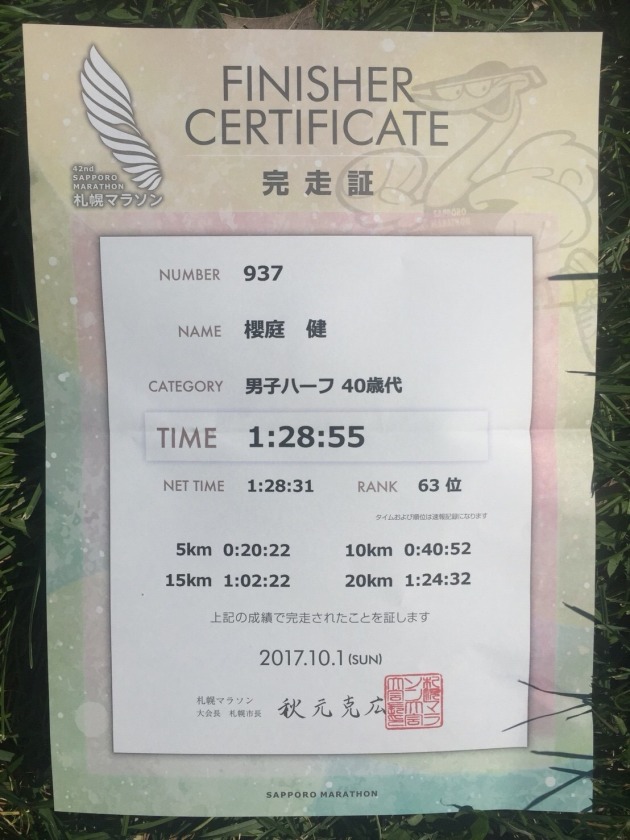 FINISHER
CERTIFICATE
完走証
42nd
SAPPORO
MARATHON
札幌マラソン
NUMBER 937
NAME 櫻庭 健
CATEGORY 男子ハーフ 40歳代
TIME 1:28:55
NET TIME 1:28:31 RANK 63 位
タイムおよび順位は速報記録になります
5km 0:20:22 10km 0:40:52
15km 1:02:22 20km 1:24:32
上記の成績で完走されたことを証します
2017.10.1(SUN)
札幌マラソン
大会長 札幌市長 秋元克広
SAPPORO MARATHON